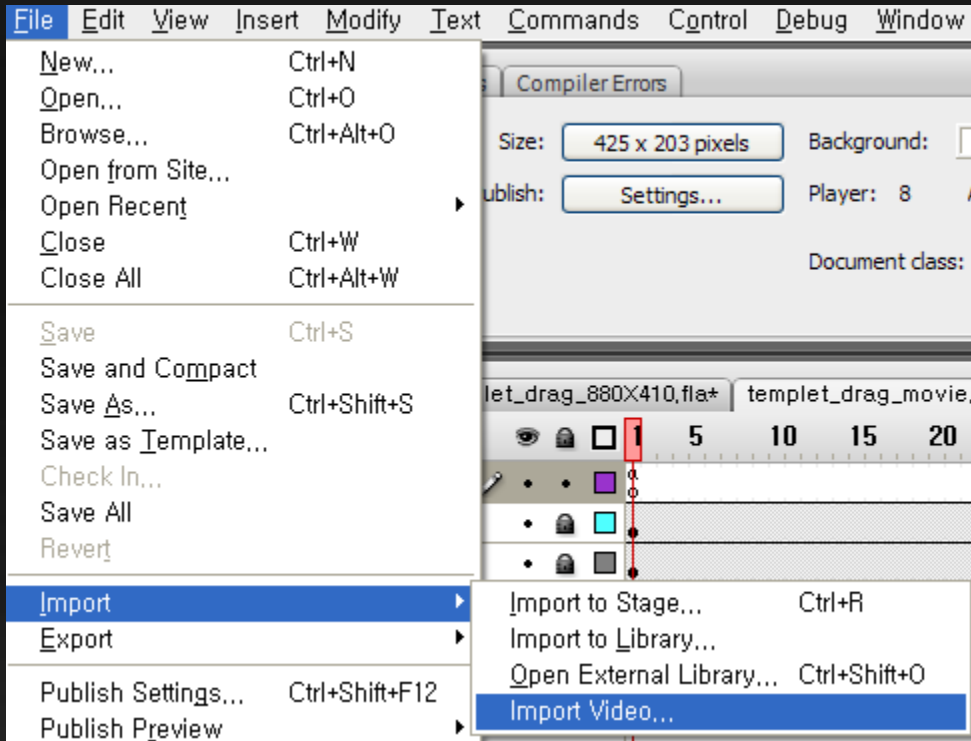 File Edit View Insert Modify Text Commands Control Debug Window
New... Ctrl+N
Open... Ctrl+O
Browse... Ctrl+Alt+O
Open from Site...
Open Recent
Close Ctrl+W
Close All Ctrl+Alt+W
Save Ctrl+S
Save and Compact
Save As... Ctrl+Shift+S
Save as Template...
Check In...
Save All
Revert
Import
Export
Publish Settings... Ctrl+Shift+F12
Publish Preview
s Compiler Errors
Size: 425 x 203 pixels Background:
ublish: Settings... Player: 8
Document class:
let_drag_880X410.fla* templet_drag_movie.
1 5 10 15 20
Import to Stage... Ctrl+R
Import to Library...
Open External Library... Ctrl+Shift+O
Import Video...